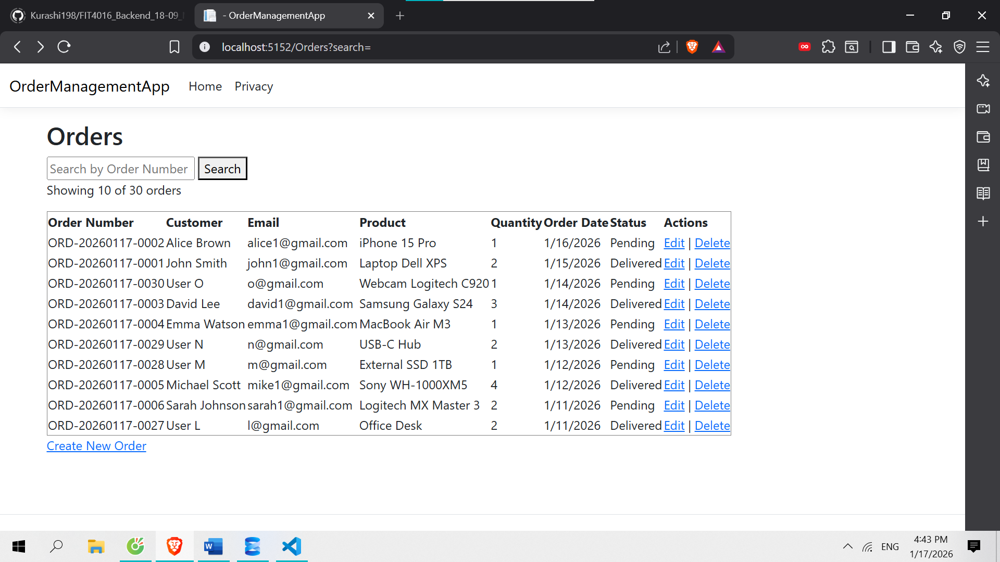 Kurashi198/FIT4016_Backend_18-09_
- OrderManagementApp
localhost:5152/Orders?search=
OrderManagementApp Home Privacy
Orders
Search by Order Number Search
Showing 10 of 30 orders
Order Number Customer Email Product Quantity Order Date Status Actions
ORD-20260117-0002 Alice Brown alice1@gmail.com iPhone 15 Pro 1 1/16/2026 Pending Edit | Delete
ORD-20260117-0001 John Smith john1@gmail.com Laptop Dell XPS 2 1/15/2026 Delivered Edit | Delete
ORD-20260117-0030 User O o@gmail.com Webcam Logitech C920 1 1/14/2026 Pending Edit | Delete
ORD-20260117-0003 David Lee david1@gmail.com Samsung Galaxy S24 3 1/14/2026 Delivered Edit | Delete
ORD-20260117-0004 Emma Watson emma1@gmail.com MacBook Air M3 1 1/13/2026 Pending Edit | Delete
ORD-20260117-0029 User N n@gmail.com USB-C Hub 2 1/13/2026 Delivered Edit | Delete
ORD-20260117-0028 User M m@gmail.com External SSD 1TB 1 1/12/2026 Pending Edit | Delete
ORD-20260117-0005 Michael Scott mike1@gmail.com Sony WH-1000XM5 4 1/12/2026 Delivered Edit | Delete
ORD-20260117-0006 Sarah Johnson sarah1@gmail.com Logitech MX Master 3 2 1/11/2026 Pending Edit | Delete
ORD-20260117-0027 User L l@gmail.com Office Desk 2 1/11/2026 Delivered Edit | Delete
Create New Order
ENG
4:43 PM
1/17/2026